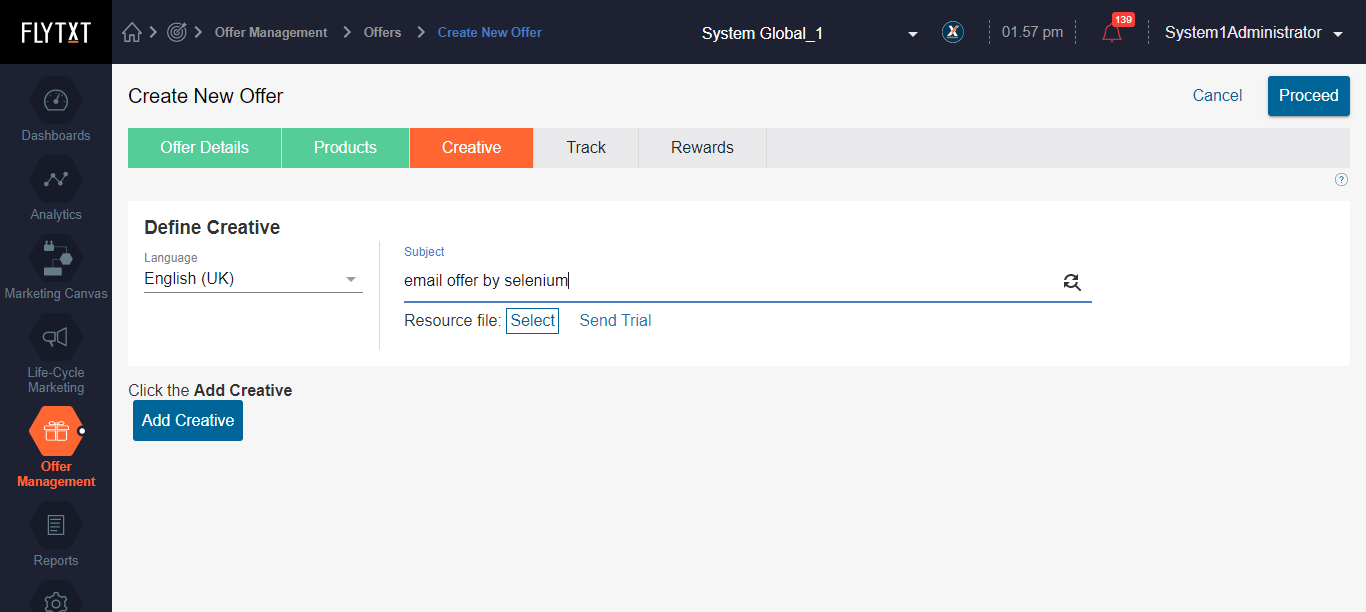 FLYTXT
Offer Management
Offers
Create New Offer
System Global_1
X
01.57 pm
139
System1Administrator
Dashboards
Analytics
Marketing Canvas
Life-Cycle
Marketing
Offer
Management
Reports
Create New Offer
Cancel
Proceed
Offer Details
Products
Creative
Track
Rewards
?
Define Creative
Language
English (UK)
Subject
email offer by selenium
Resource file: Select Send Trial
Click the Add Creative
Add Creative